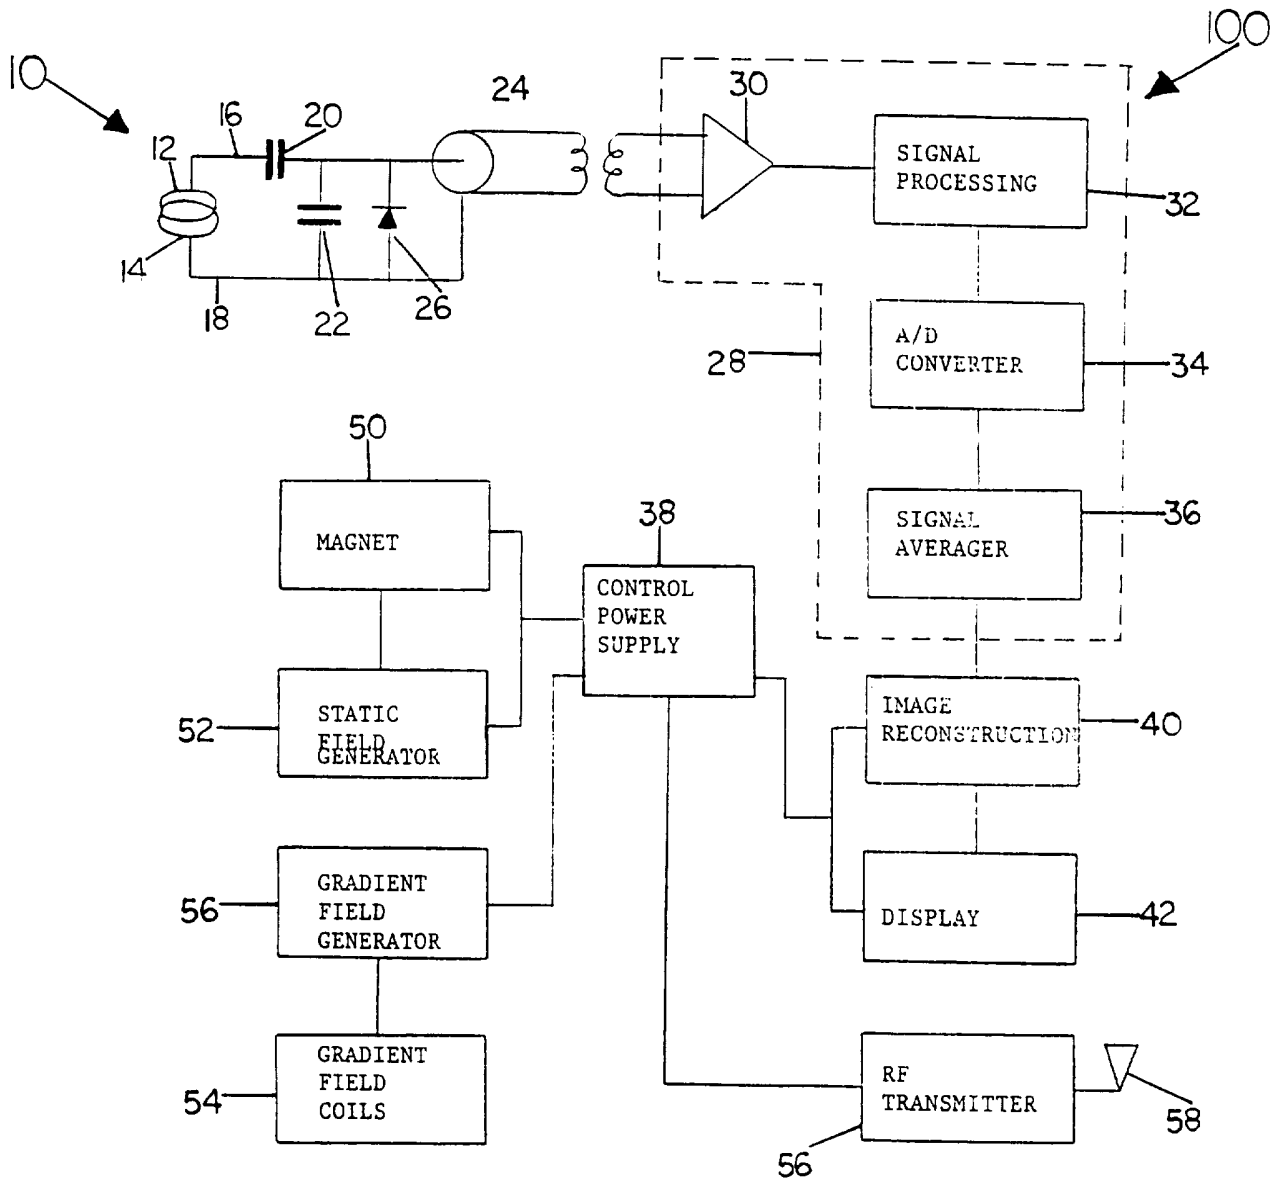 10
100
12
14
16
18
20
22
24
26
28
30
SIGNAL
PROCESSING
32
A/D
CONVERTER
34
SIGNAL
AVERAGER
36
50
MAGNET
38
CONTROL
POWER
SUPPLY
52
STATIC
FIELD
GENERATOR
IMAGE
RECONSTRUCTION
40
56
GRADIENT
FIELD
GENERATOR
DISPLAY
42
54
GRADIENT
FIELD
COILS
RF
TRANSMITTER
56
58